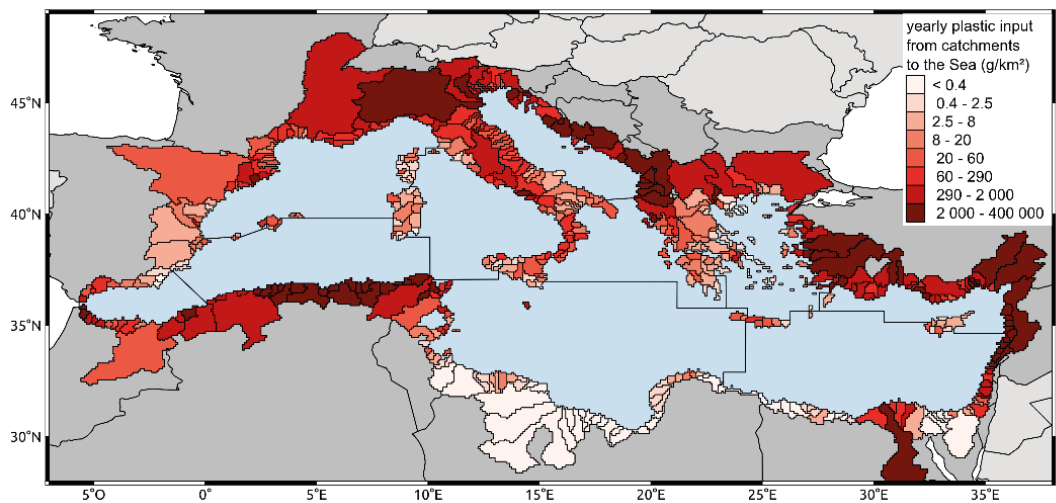 yearly plastic input
from catchments
to the Sea (g/km²)
< 0.4
0.4 - 2.5
2.5 - 8
8 - 20
20 - 60
60 - 290
290 - 2 000
2 000 - 400 000
45°N
40°N
35°N
30°N
5°O
0°
5°E
10°E
15°E
20°E
25°E
30°E
35°E